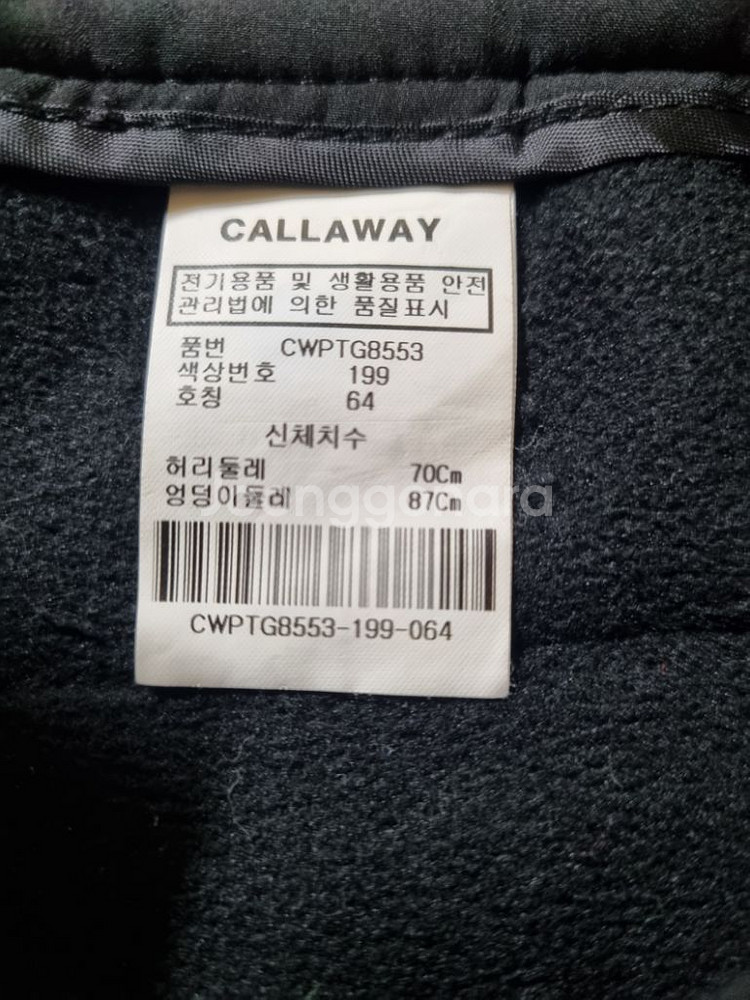 CALLAWAY
전기용품 및 생활용품 안전
관리법에 의한 품질표시
품번 CWPTG8553
색상번호 199
호칭 64
신체치수
허리둘레 70Cm
엉덩이둘레 87Cm
CWPTG8553-199-064